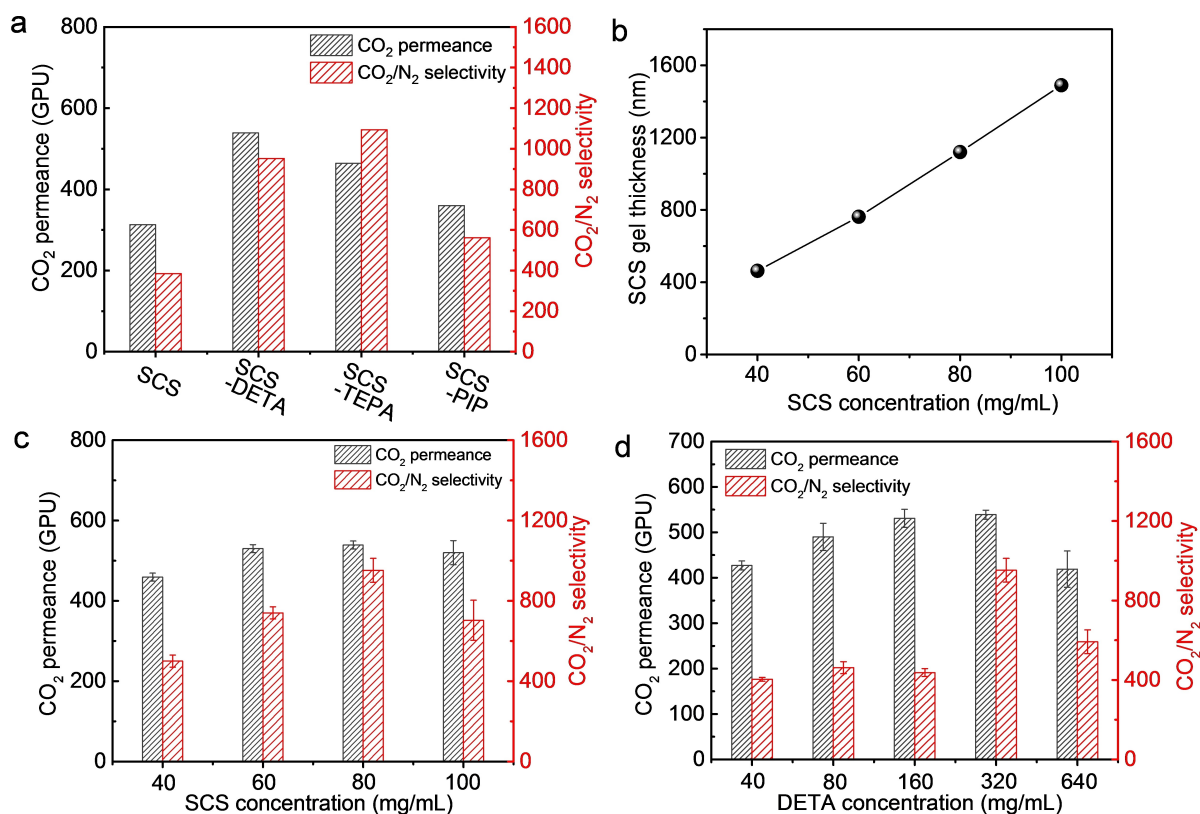 a
800
600
400
200
0
CO2 permeance (GPU)
CO2 permeance
CO2/N2 selectivity
1600
1400
1200
1000
800
600
400
200
0
CO2/N2 selectivity
SCS
SCS
-DETA
SCS
-TEPA
SCS
-PIP
b
1600
1200
800
400
0
SCS gel thickness (nm)
40 60 80 100
SCS concentration (mg/mL)
c
800
600
400
200
0
CO2 permeance (GPU)
CO2 permeance
CO2/N2 selectivity
1600
1200
800
400
0
CO2/N2 selectivity
40 60 80 100
SCS concentration (mg/mL)
d
700
600
500
400
300
200
100
0
CO2 permeance (GPU)
CO2 permeance
CO2/N2 selectivity
1600
1200
800
400
0
CO2/N2 selectivity
40 80 160 320 640
DETA concentration (mg/mL)